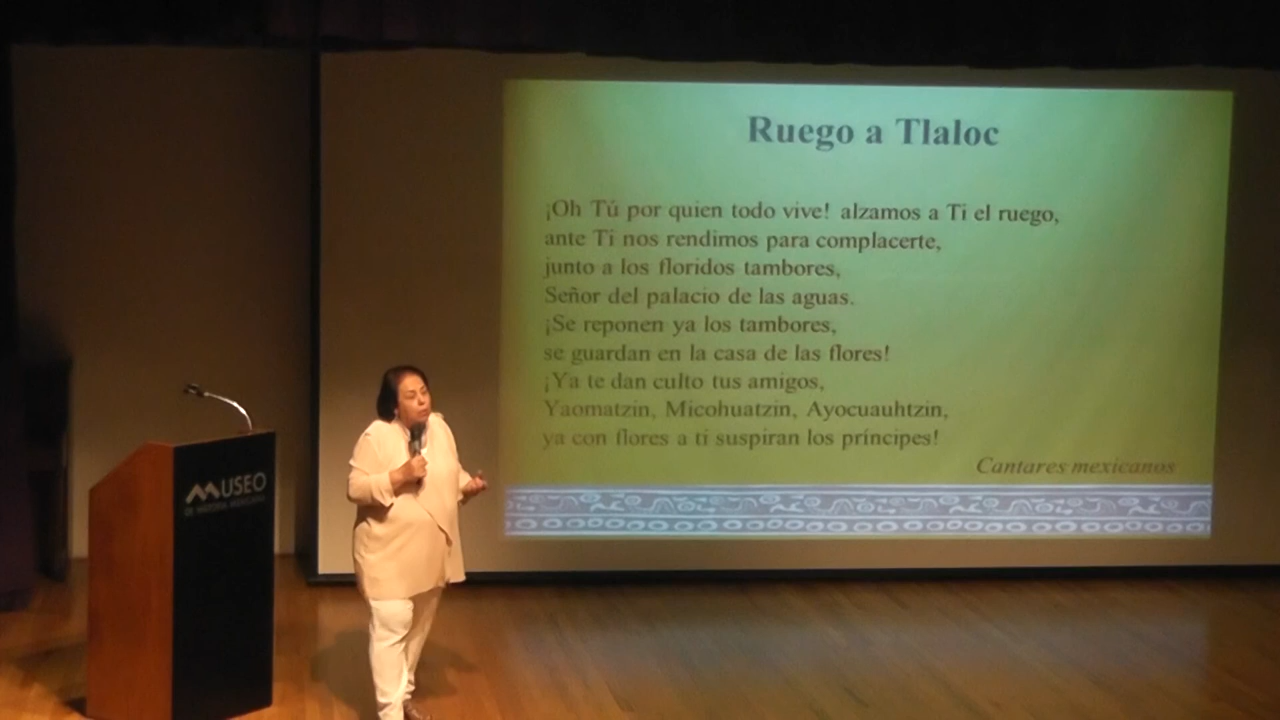 MUSEO
DE HISTORIA MEXICANA
Ruego a Tlaloc
¡Oh Tú por quien todo vive! alzamos a Ti el ruego,
ante Ti nos rendimos para complacerte,
junto a los floridos tambores,
Señor del palacio de las aguas.
¡Se reponen ya los tambores,
se guardan en la casa de las flores!
¡Ya te dan culto tus amigos,
Yaomatzin, Micohuatzin, Ayocuauhtzin,
ya con flores a ti suspiran los príncipes!
Cantares mexicanos